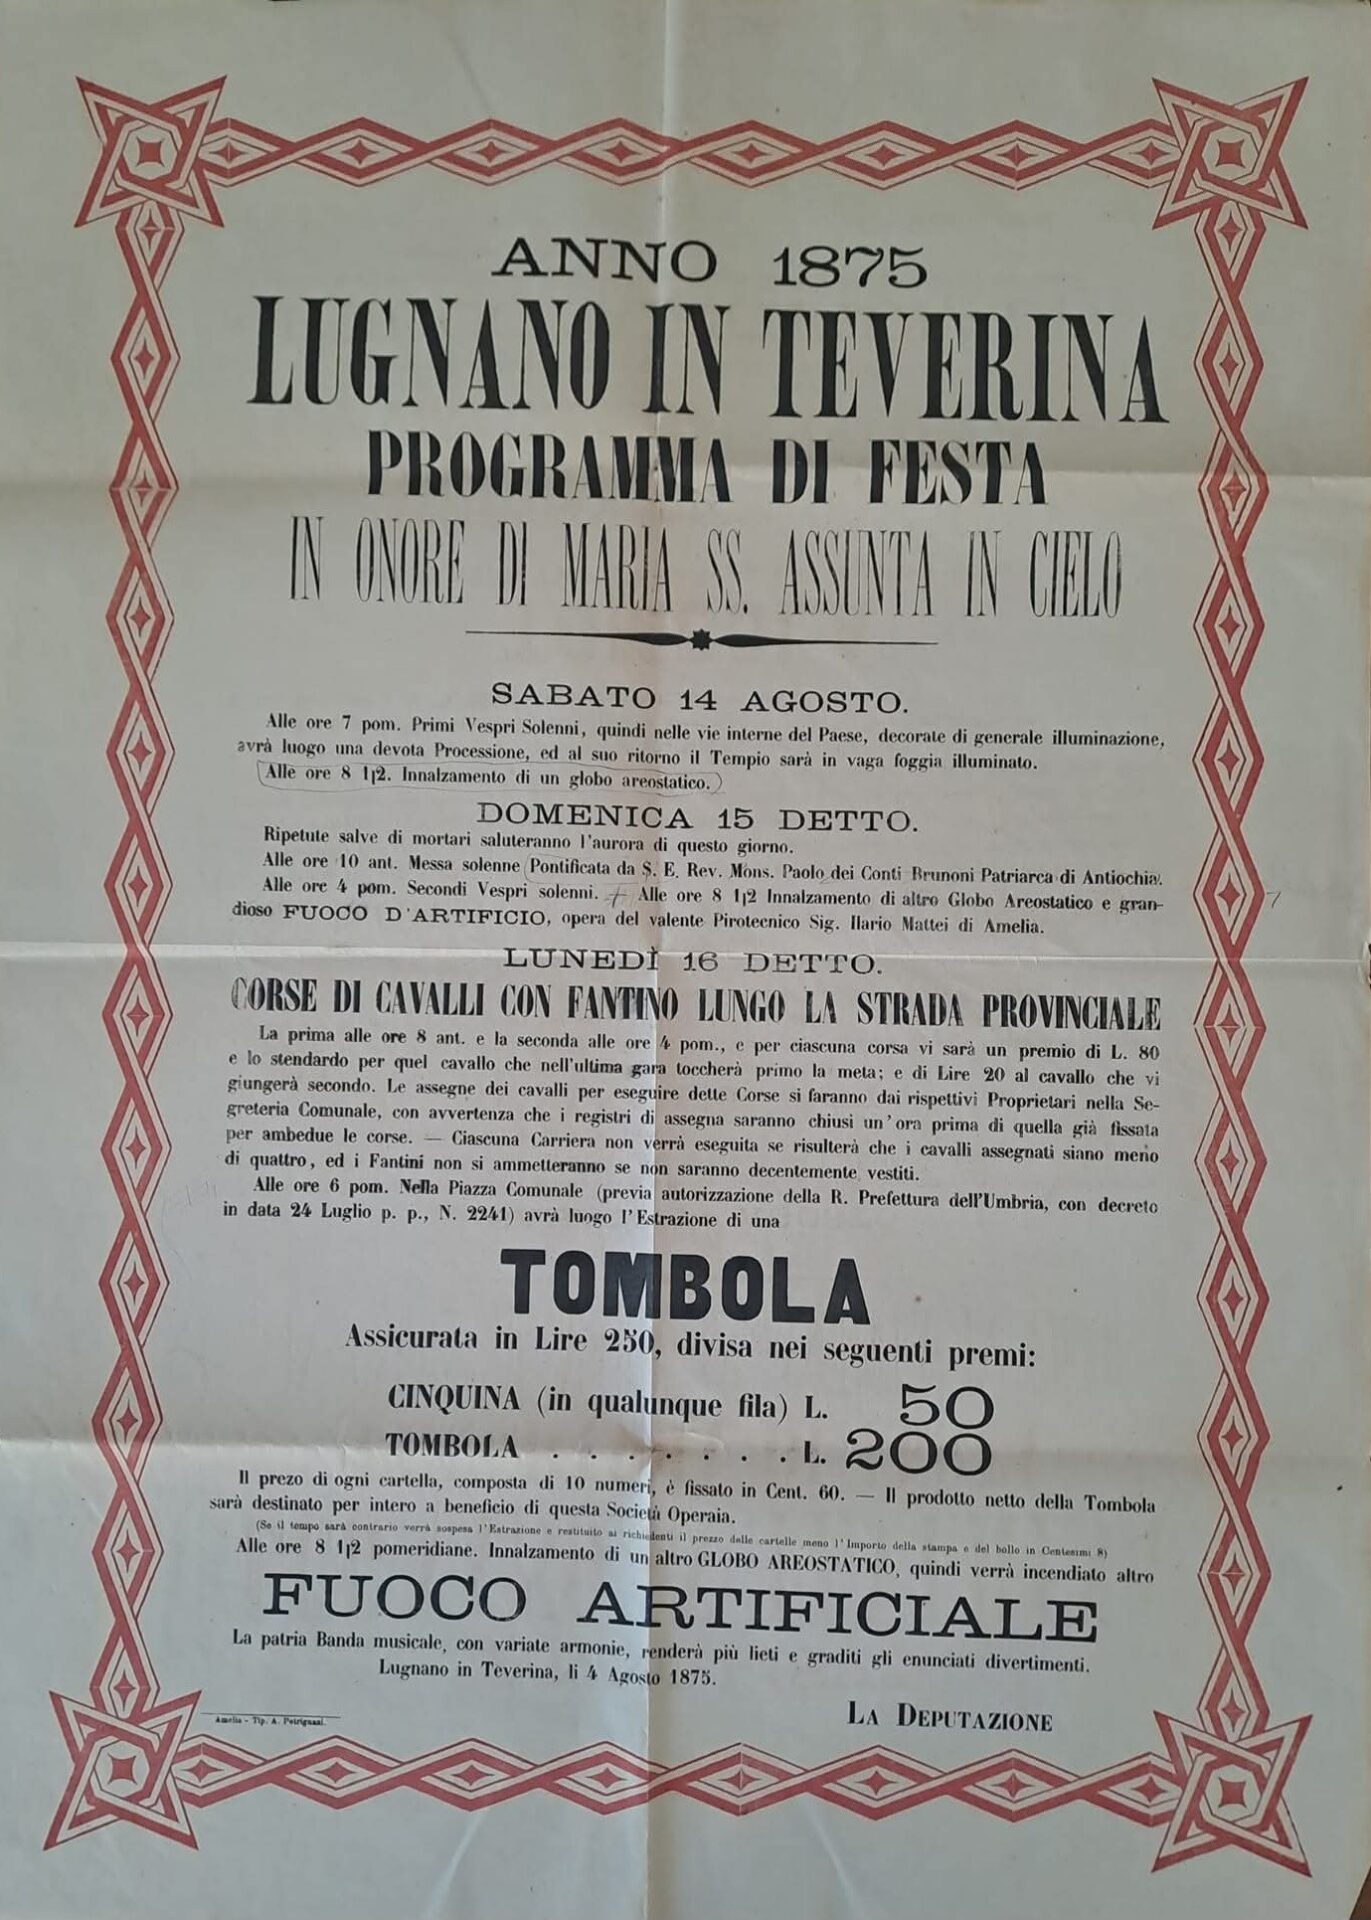 ANNO 1875
LUGNANO IN TEVERINA
PROGRAMMA DI FESTA
IN ONORE DI MARIA SS. ASSUNTA IN CIELO
SABATO 14 AGOSTO.
Alle ore 7 pom. Primi Vespri Solenni, quindi nelle vie interne del Paese, decorate di generale illuminazione,
avrà luogo una devota Processione, ed al suo ritorno il Tempio sarà in vaga foggia illuminato.
Alle ore 8 1|2. Innalzamento di un globo areostatico.
DOMENICA 15 DETTO.
Ripetute salve di mortari saluteranno l'aurora di questo giorno.
Alle ore 10 ant. Messa solenne Pontificata da S. E. Rev. Mons. Paolo dei Conti Brunoni Patriarca di Antiochia.
Alle ore 4 pom. Secondi Vespri solenni. — Alle ore 8 1|2 Innalzamento di altro Globo Areostatico e gran-
dioso FUOCO D'ARTIFICIO, opera del valente Pirotecnico Sig. Ilario Mattei di Amelia.
LUNEDÌ 16 DETTO.
CORSE DI CAVALLI CON FANTINO LUNGO LA STRADA PROVINCIALE
La prima alle ore 8 ant. e la seconda alle ore 4 pom., e per ciascuna corsa vi sarà un premio di L. 80
e lo stendardo per quel cavallo che nell'ultima gara toccherà primo la meta; e di Lire 20 al cavallo che vi
giungerà secondo. Le assegne dei cavalli per eseguire dette Corse si faranno dai rispettivi Proprietari nella Se-
greteria Comunale, con avvertenza che i registri di assegna saranno chiusi un' ora prima di quella già fissata
per ambedue le corse. — Ciascuna Carriera non verrà eseguita se risulterà che i cavalli assegnati siano meno
di quattro, ed i Fantini non si ammetteranno se non saranno decentemente vestiti.
Alle ore 6 pom. Nella Piazza Comunale (previa autorizzazione della R. Prefettura dell'Umbria, con decreto
in data 24 Luglio p. p., N. 2241) avrà luogo l'Estrazione di una
TOMBOLA
Assicurata in Lire 250, divisa nei seguenti premi:
CINQUINA (in qualunque fila) L. 50
TOMBOLA . . . . . . . L. 200
Il prezo di ogni cartella, composta di 10 numeri, è fissato in Cent. 60. — Il prodotto netto della Tombola
sarà destinato per intero a beneficio di questa Società Operaia.
(Se il tempo sarà contrario verrà sospesa l'Estrazione e restituito ai richiedenti il prezzo delle cartelle meno l'Importo della stampa e del bollo in Centesimi 8)
Alle ore 8 1|2 pomeridiane. Innalzamento di un altro GLOBO AREOSTATICO, quindi verrà incendiato altro
FUOCO ARTIFICIALE
La patria Banda musicale, con variate armonie, renderà più lieti e graditi gli enunciati divertimenti.
Lugnano in Teverina, li 4 Agosto 1875.
LA DEPUTAZIONE
Amelia - Tip. A. Petrignani.